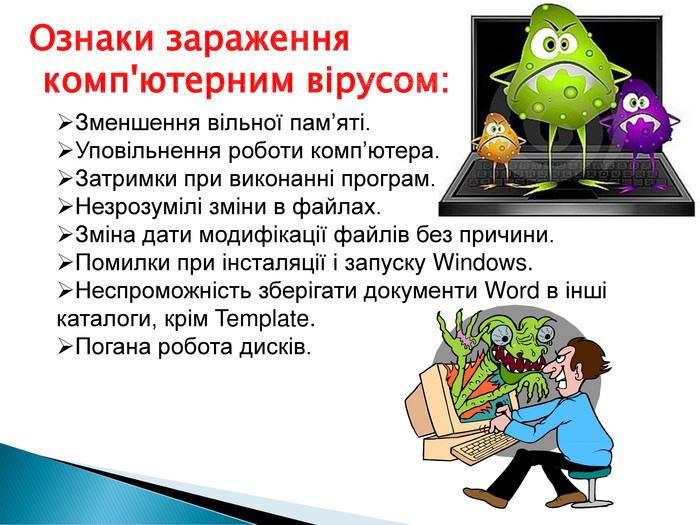 Ознаки зараження
комп'ютерним вірусом:
➢Зменшення вільної пам’яті.
➢Уповільнення роботи комп’ютера.
➢Затримки при виконанні програм.
➢Незрозумілі зміни в файлах.
➢Зміна дати модифікації файлів без причини.
➢Помилки при інсталяції і запуску Windows.
➢Неспроможність зберігати документи Word в інші
каталоги, крім Template.
➢Погана робота дисків.